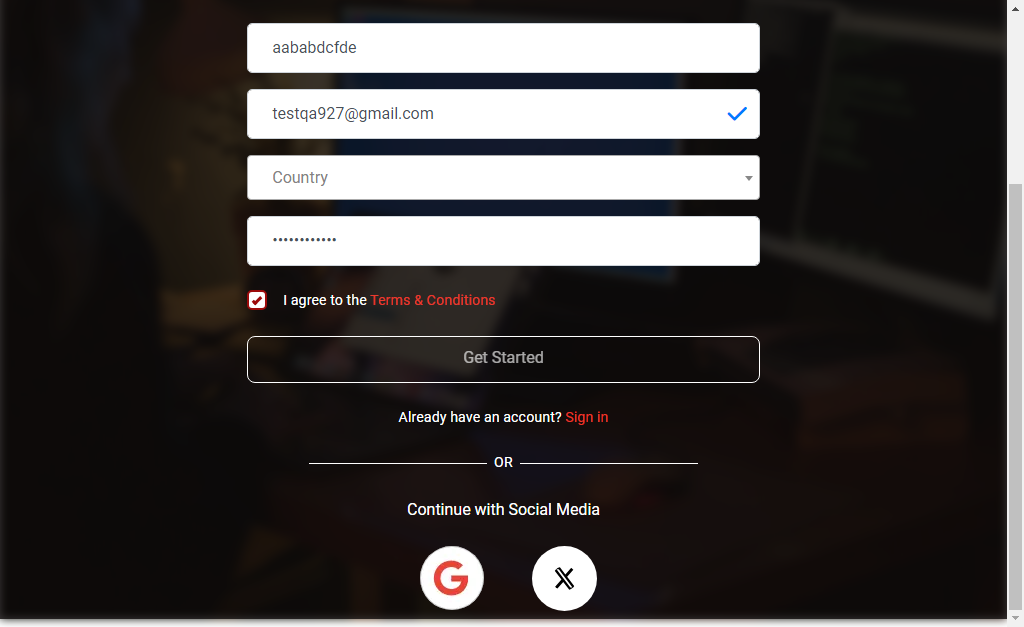 aababdcfde
testqa927@gmail.com
Country
••••••••••••
I agree to the Terms & Conditions
Get Started
Already have an account? Sign in
OR
Continue with Social Media